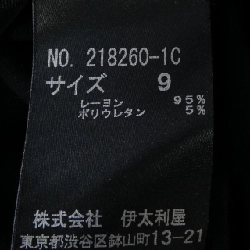 NO. 218260-1C
サイズ 9
レーヨン 95%
ポリウレタン 5%
株式会社 伊太利屋
東京都渋谷区鉢山町13-21